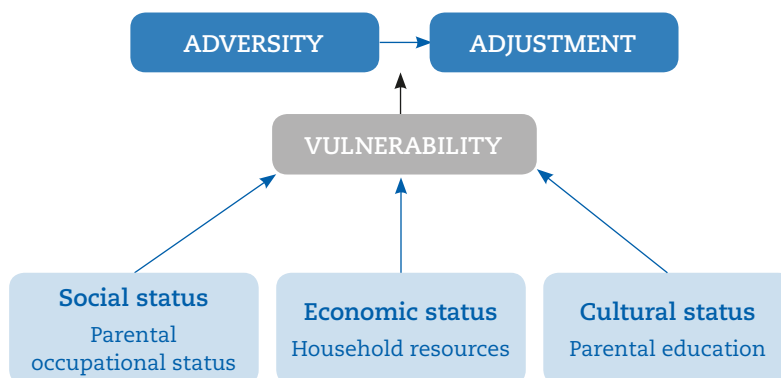 ADVERSITY
ADJUSTMENT
VULNERABILITY
Social status
Parental
occupational status
Economic status
Household resources
Cultural status
Parental education